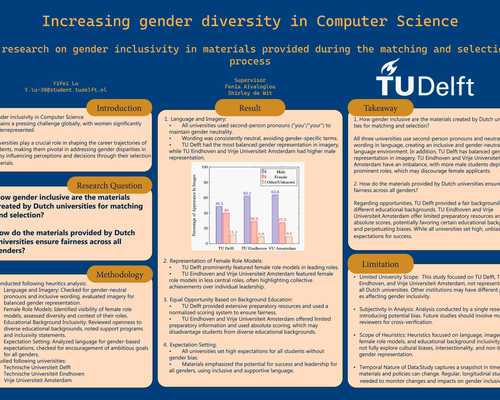 Increasing gender diversity in Computer Science
research on gender inclusivity in materials provided during the matching and selectio
process
Yifei Lu
Y.lu-30@student.tudelft.nl
Supervisor
Fenia Aivaloglou
Shirley de Wit
TUDelft
Introduction
nder inclusivity in Computer Science
ains a pressing challenge globally, with women significantly
errepresented.
versities play a crucial role in shaping the career trajectories of
dents, making them pivotal in addressing gender disparities in
by influencing perceptions and decisions through their selection
aterials.
Research Question
ow gender inclusive are the materials
reated by Dutch universities for matching
nd selection?
ow do the materials provided by Dutch
niversities ensure fairness across all
enders?
Methodology
nducted following heuristics analysis:
Language and Imagery: Checked for gender-neutral
pronouns and inclusive wording, evaluated imagery for
balanced gender representation.
Female Role Models: Identified visibility of female role
models, assessed diversity and roles depicted.
Educational Background Inclusivity: Reviewed openness to
diverse educational backgrounds, noted support programs
and inclusivity statements.
Expectation Setting: Analyzed language for gender-based
expectations, checked for encouragement of ambitious goals
for all genders.
udied following universities:
Technische Universiteit Delft
Technische Universiteit Eindhoven
Vrije Universiteit Amsterdam
Result
1. Language and Imagery:
• All universities used second-person pronouns ("you"/"your") to
maintain gender neutrality.
• Wording was consistently neutral, avoiding gender-specific terms.
• TU Delft had the most balanced gender representation in imagery,
while TU Eindhoven and Vrije Universiteit Amsterdam had higher male
representation.
Percentage of Appearance in Images
Male
Female
Other/Unknown
TU Delft
TU Eindhoven
VU Amsterdam
2. Representation of Female Role Models:
• TU Delft prominently featured female role models in leading roles.
• TU Eindhoven and Vrije Universiteit Amsterdam featured female
role models in less central roles, often highlighting collective
achievements over individual leadership.
3. Equal Opportunity Based on Educational Background:
• TU Delft provided extensive preparatory resources and used a
normalized scoring system to ensure fairness.
• TU Eindhoven and Vrije Universiteit Amsterdam offered limited
preparatory information and used absolute scoring, which may
disadvantage students from diverse educational backgrounds.
4. Expectation Setting:
• All universities set high expectations for all students without
gender bias.
• Materials emphasized the potential for success and leadership for
all genders, using inclusive and supportive language.
Takeaway
1. How gender inclusive are the materials created by Dutch un
ties for matching and selection?
All three universities use second-person pronouns and neutra
wording in language, creating an inclusive and gender-neutra
language environment. In addition, TU Delft has balanced ger
representation in imagery. TU Eindhoven and Vrije Universiteit
Amsterdam have an imbalance, with more male students depi
prominent roles, which may discourage female applicants.
2. How do the materials provided by Dutch universities ensure
fairness across all gender?
Regarding opportunities, TU Delft provided a fair background
different educational backgrounds. TU Eindhoven and Vrije
Universiteit Amsterdam offer limited preparatory resources an
absolute scores, potentially favoring certain educational backg
and perpetuating biases. While all universities set high, unbias
expectations for success.
Limitation
• Limited University Scope: This study focused on TU Delft, T
Eindhoven, and Vrije Universiteit Amsterdam, not representat
all Dutch universities. Other institutions may have different, p
es affecting gender inclusivity.
• Subjectivity in Analysis: Analysis conducted by a single resea
introducing potential bias. Future studies should involve mu
reviewers for cross-verification.
• Scope of Heuristics: Heuristics focused on language, imager
female role models, and educational background inclusivity
not fully explore cultural biases, intersectionality, and non-b
gender representation.
• Temporal Nature of DataStudy captures a snapshot in time,
materials and policies can change. Regular, longitudinal stud
needed to monitor changes and impacts on gender inclusivi